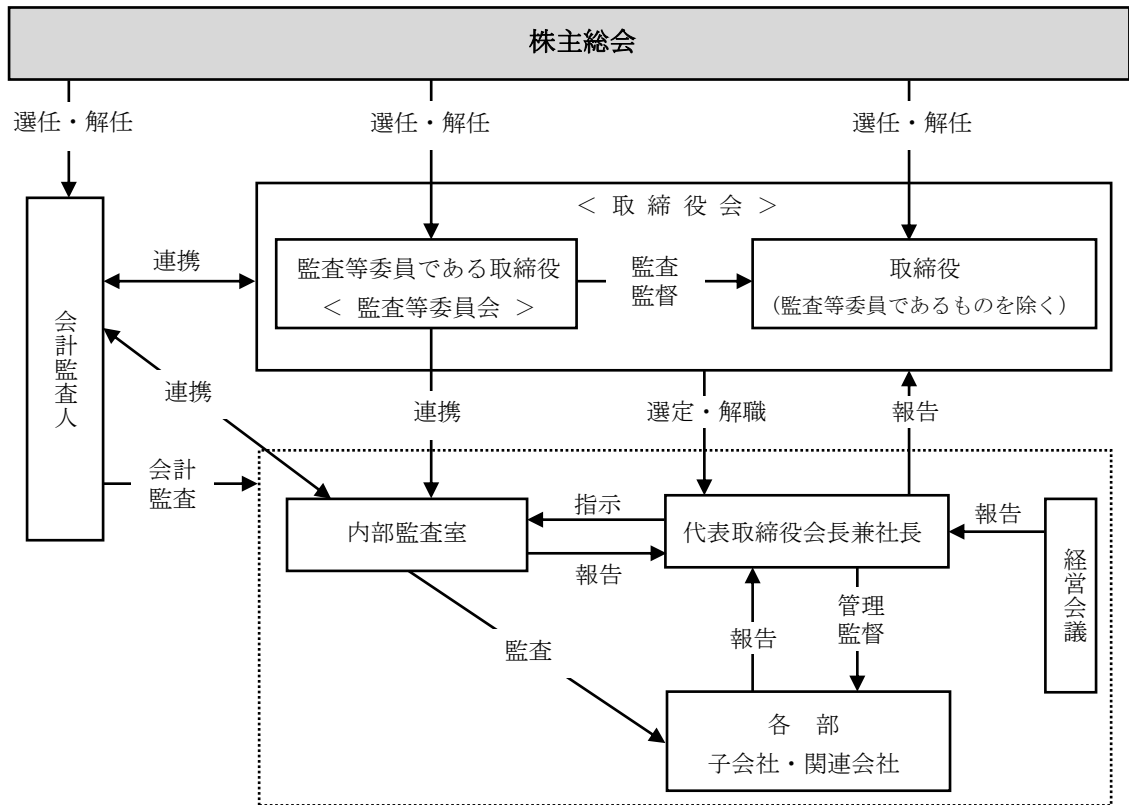 株主総会
選任・解任
選任・解任
選任・解任
＜ 取 締 役 会 ＞
連携
監査等委員である取締役
＜ 監査等委員会 ＞
監査
監督
取締役
（監査等委員であるものを除く）
会計監査人
連携
連携
選定・解職
報告
会計
監査
内部監査室
指示
報告
代表取締役会長兼社長
報告
経営会議
監査
報告
管理
監督
各　部
子会社・関連会社